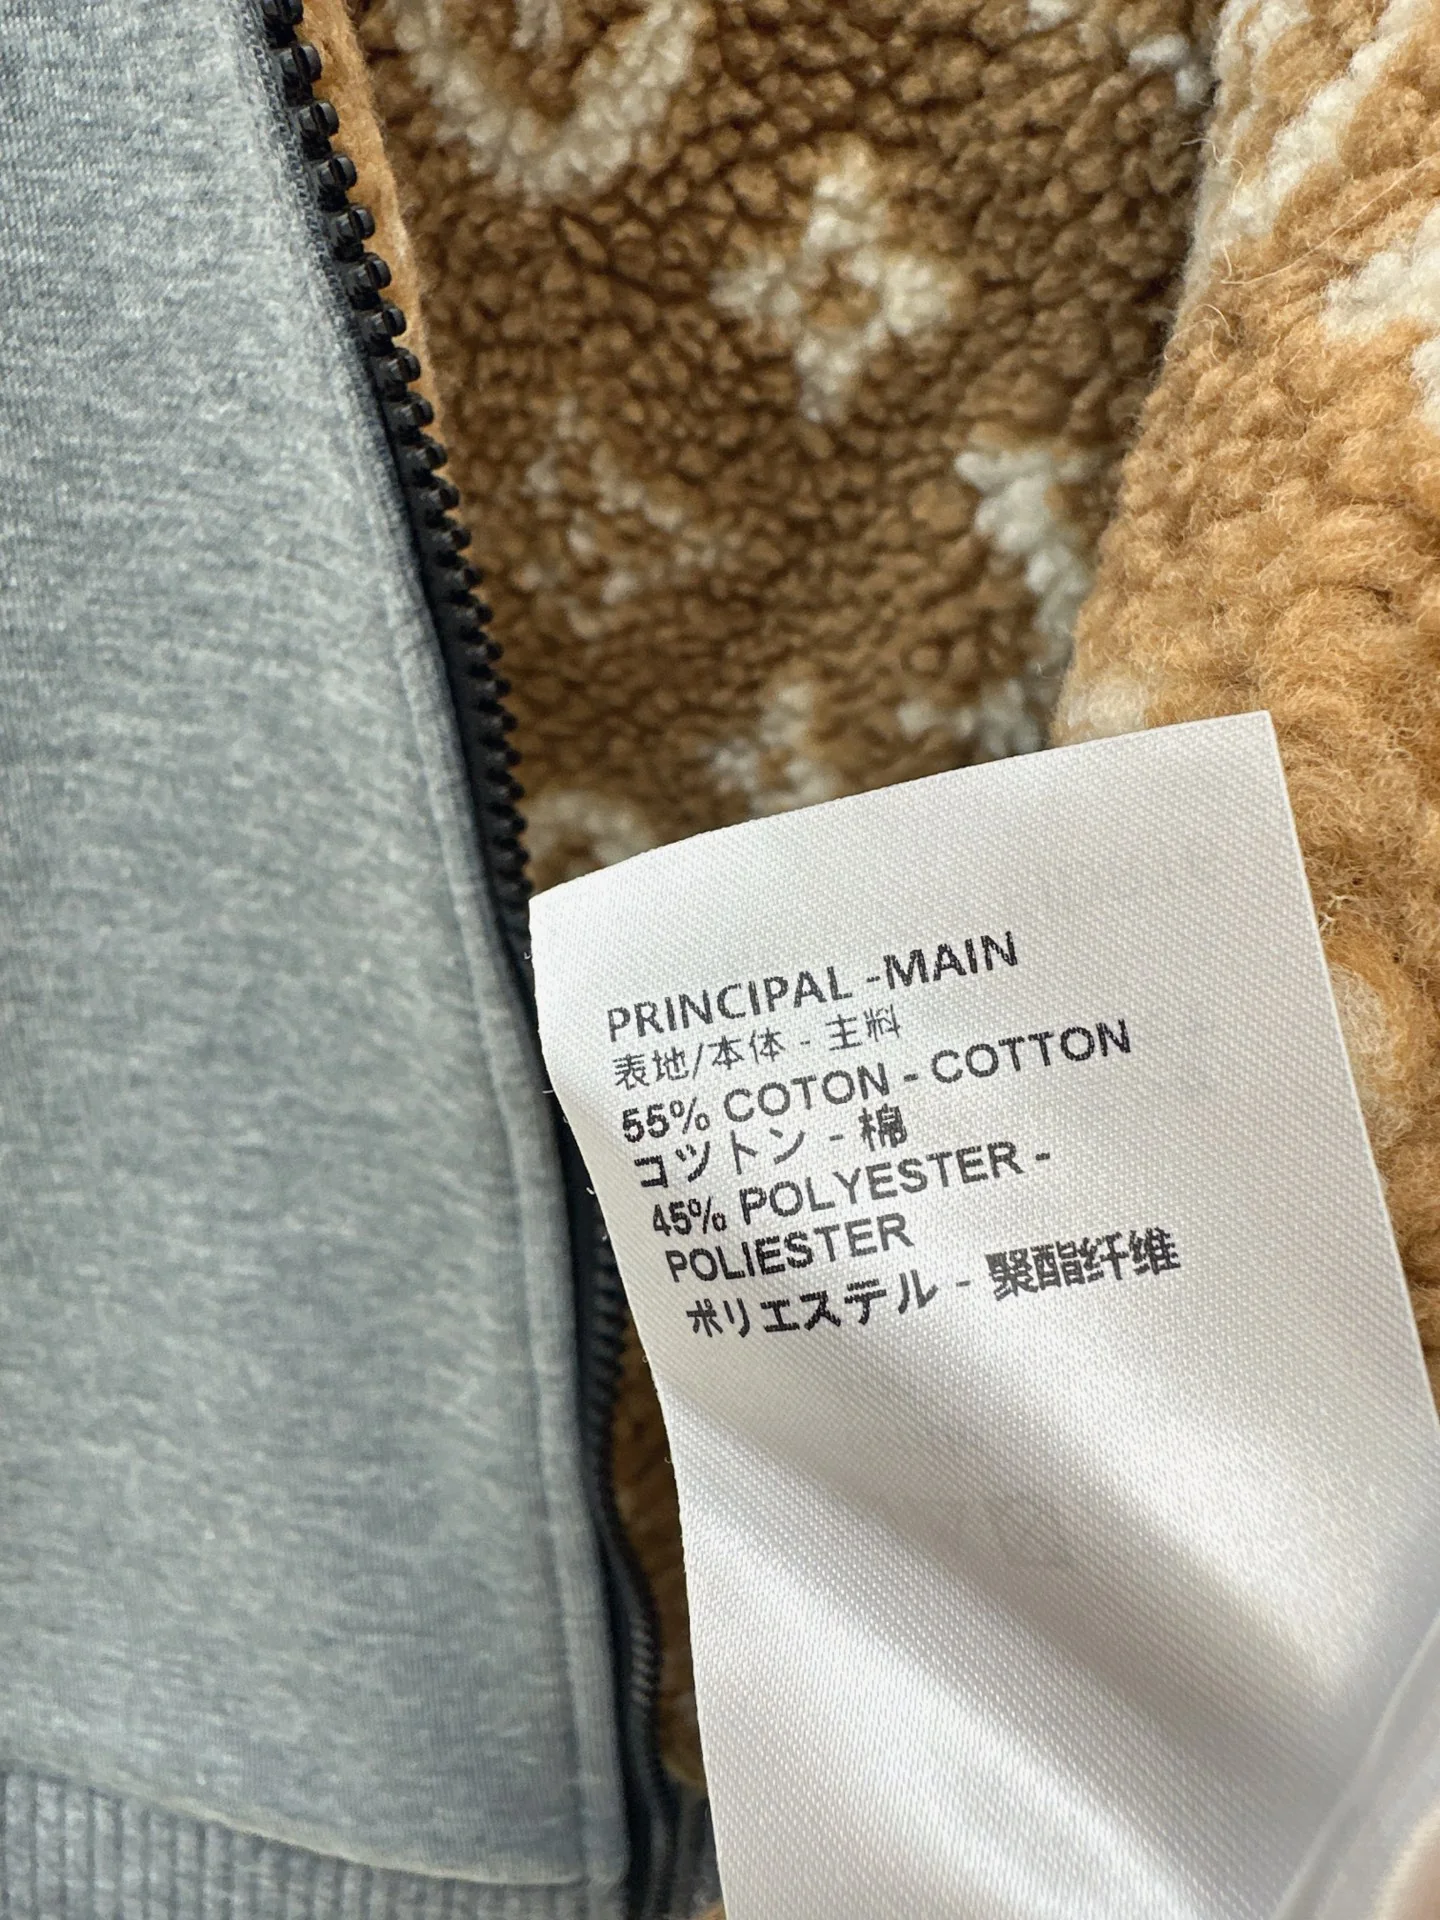 PRINCIPAL -MAIN
表地/本体 - 主料
55% COTON - COTTON
コットン - 棉
45% POLYESTER -
POLIESTER
ポリエステル - 聚酯纤维